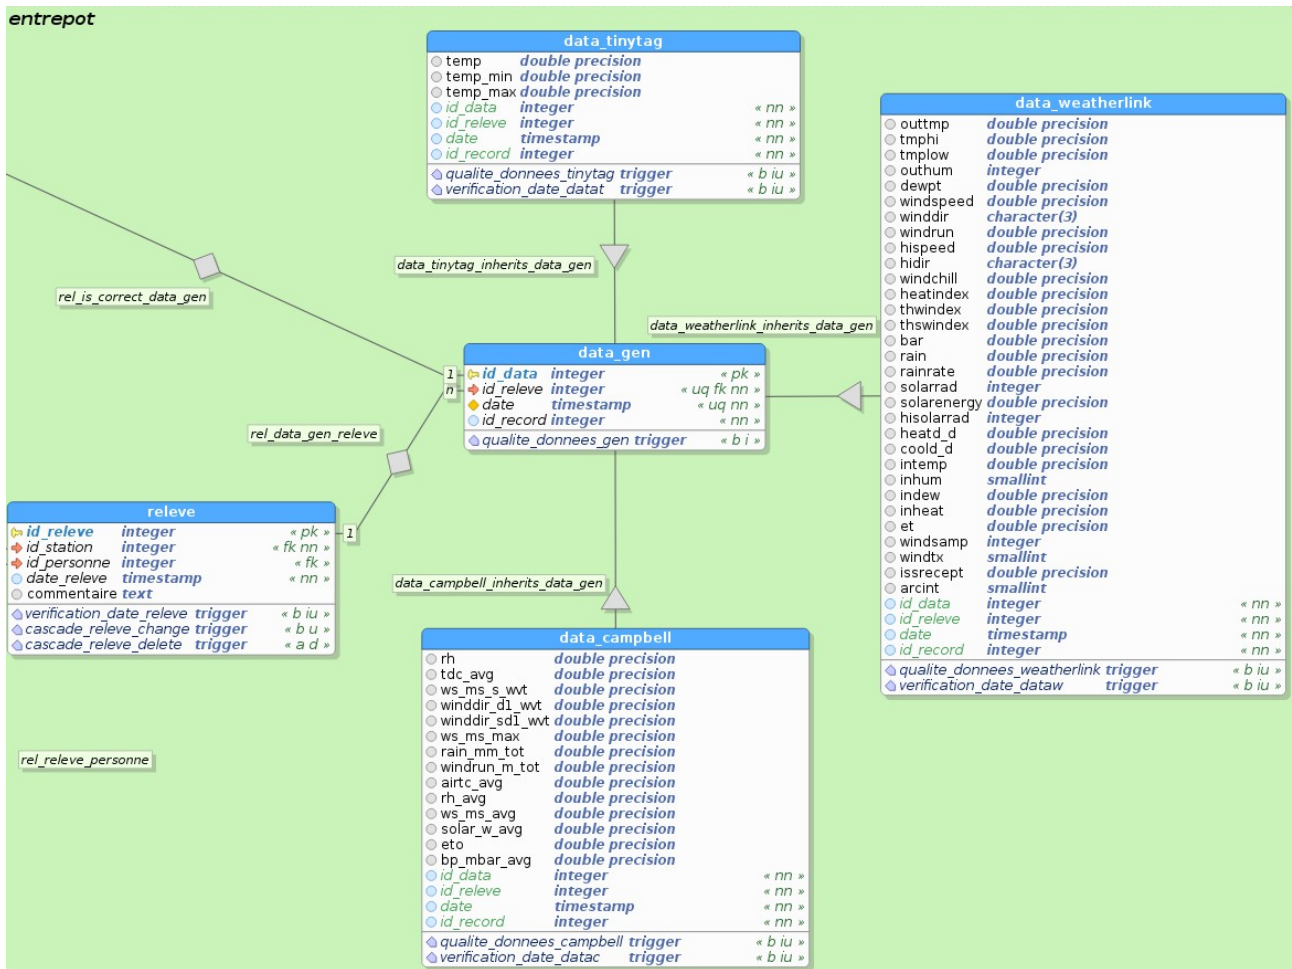 entrepot
data_tinytag
temp double precision
temp_min double precision
temp_max double precision
id_data integer « nn »
id_releve integer « nn »
date timestamp « nn »
id_record integer « nn »
qualite_donnees_tinytag trigger « b iu »
verification_date_datat trigger « b iu »
data_weatherlink
outtmp double precision
tmphi double precision
tmplow double precision
outhum integer
dewpt double precision
windspeed double precision
winddir character(3)
windrun double precision
hispeed double precision
hidir character(3)
windchill double precision
heatindex double precision
thwindex double precision
thswindex double precision
bar double precision
rain double precision
rainrate double precision
solarrad integer
solarenergy double precision
hisolarrad integer
heatd_d double precision
coold_d double precision
intemp double precision
inhum smallint
indew double precision
inheat double precision
et double precision
windsamp integer
windtx smallint
issrecept double precision
arcint smallint
id_data integer « nn »
id_releve integer « nn »
date timestamp « nn »
id_record integer « nn »
qualite_donnees_weatherlink trigger « b iu »
verification_date_dataw trigger « b iu »
data_tinytag_inherits_data_gen
rel_is_correct_data_gen
data_weatherlink_inherits_data_gen
data_gen
id_data integer « pk »
id_releve integer « uq fk nn »
date timestamp « uq nn »
id_record integer « nn »
qualite_donnees_gen trigger « b i »
1
n
rel_data_gen_releve
releve
id_releve integer « pk »
id_station integer « fk nn »
id_personne integer « fk »
date_releve timestamp « nn »
commentaire text
verification_date_releve trigger « b iu »
cascade_releve_change trigger « b u »
cascade_releve_delete trigger « a d »
1
data_campbell_inherits_data_gen
data_campbell
rh double precision
tdc_avg double precision
ws_ms_s_wvt double precision
winddir_d1_wvt double precision
winddir_sd1_wvt double precision
ws_ms_max double precision
rain_mm_tot double precision
windrun_m_tot double precision
airtc_avg double precision
rh_avg double precision
ws_ms_avg double precision
solar_w_avg double precision
eto double precision
bp_mbar_avg double precision
id_data integer « nn »
id_releve integer « nn »
date timestamp « nn »
id_record integer « nn »
qualite_donnees_campbell trigger « b iu »
verification_date_datac trigger « b iu »
rel_releve_personne